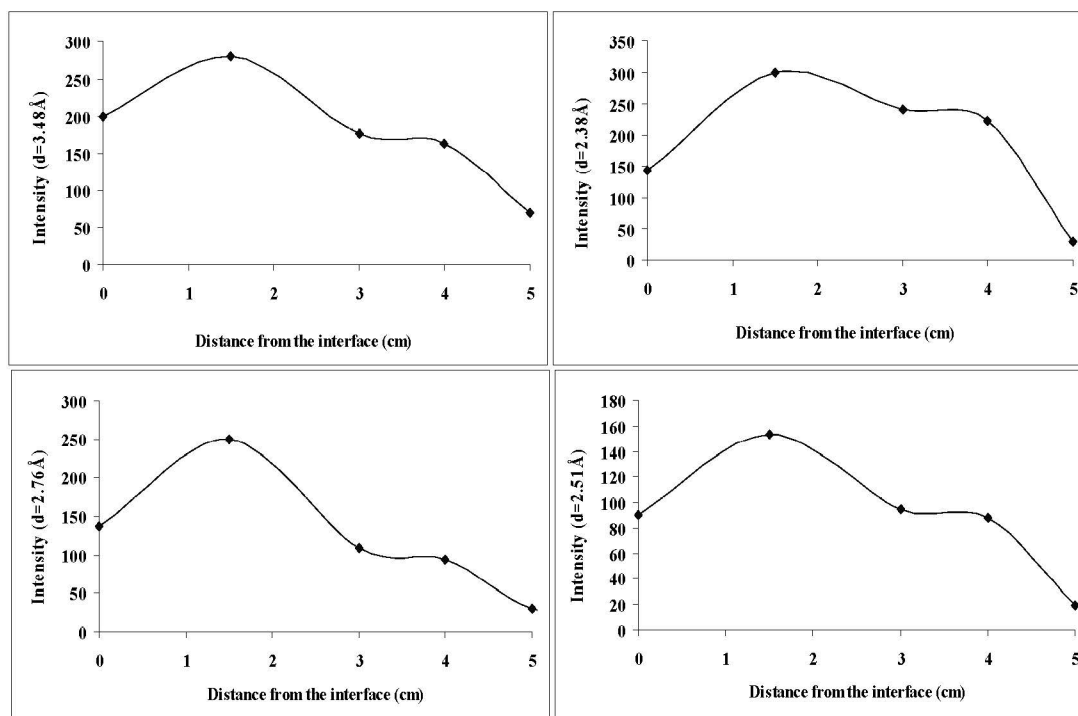 Intensity (d=3.48Å)
300
250
200
150
100
50
0
0 1 2 3 4 5
Distance from the interface (cm)
Intensity (d=2.38Å)
350
300
250
200
150
100
50
0
0 1 2 3 4 5
Distance from the interface (cm)
Intensity (d=2.76Å)
300
250
200
150
100
50
0
0 1 2 3 4 5
Distance from the interface (cm)
Intensity (d=2.51Å)
180
160
140
120
100
80
60
40
20
0
0 1 2 3 4 5
Distance from the interface (cm)